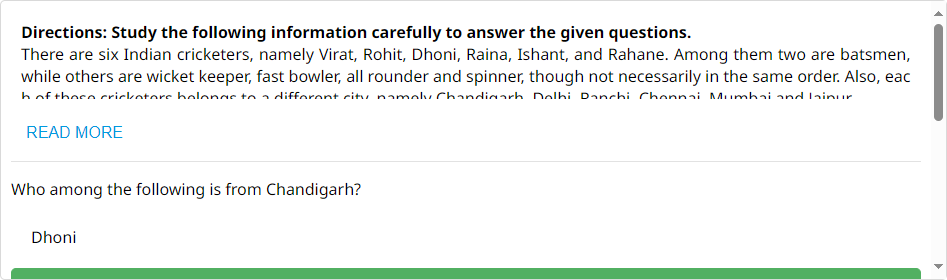 Directions: Study the following information carefully to answer the given questions.
There are six Indian cricketers, namely Virat, Rohit, Dhoni, Raina, Ishant, and Rahane. Among them two are batsmen,
while others are wicket keeper, fast bowler, all rounder and spinner, though not necessarily in the same order. Also, eac
h of these cricketers belongs to a different city, namely Chandigarh, Delhi, Ranchi, Chennai, Mumbai and Jaipur.
READ MORE
Who among the following is from Chandigarh?
Dhoni